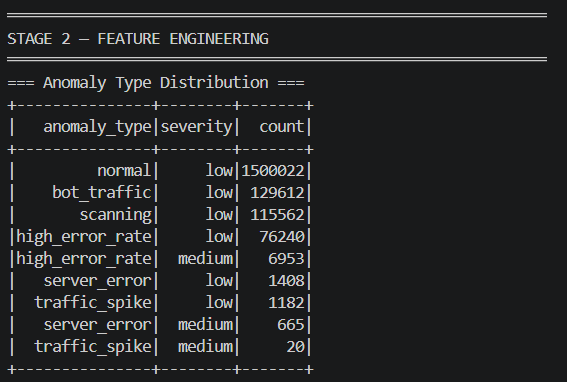 ══════════════════════════════════════════════════════════════
STAGE 2 — FEATURE ENGINEERING
══════════════════════════════════════════════════════════════
=== Anomaly Type Distribution ===
+---------------+--------+-------+
|   anomaly_type|severity|  count|
+---------------+--------+-------+
|         normal|     low|1500022|
|    bot_traffic|     low| 129612|
|       scanning|     low| 115562|
|high_error_rate|     low|  76240|
|high_error_rate|  medium|   6953|
|   server_error|     low|   1408|
|  traffic_spike|     low|   1182|
|   server_error|  medium|    665|
|  traffic_spike|  medium|     20|
+---------------+--------+-------+